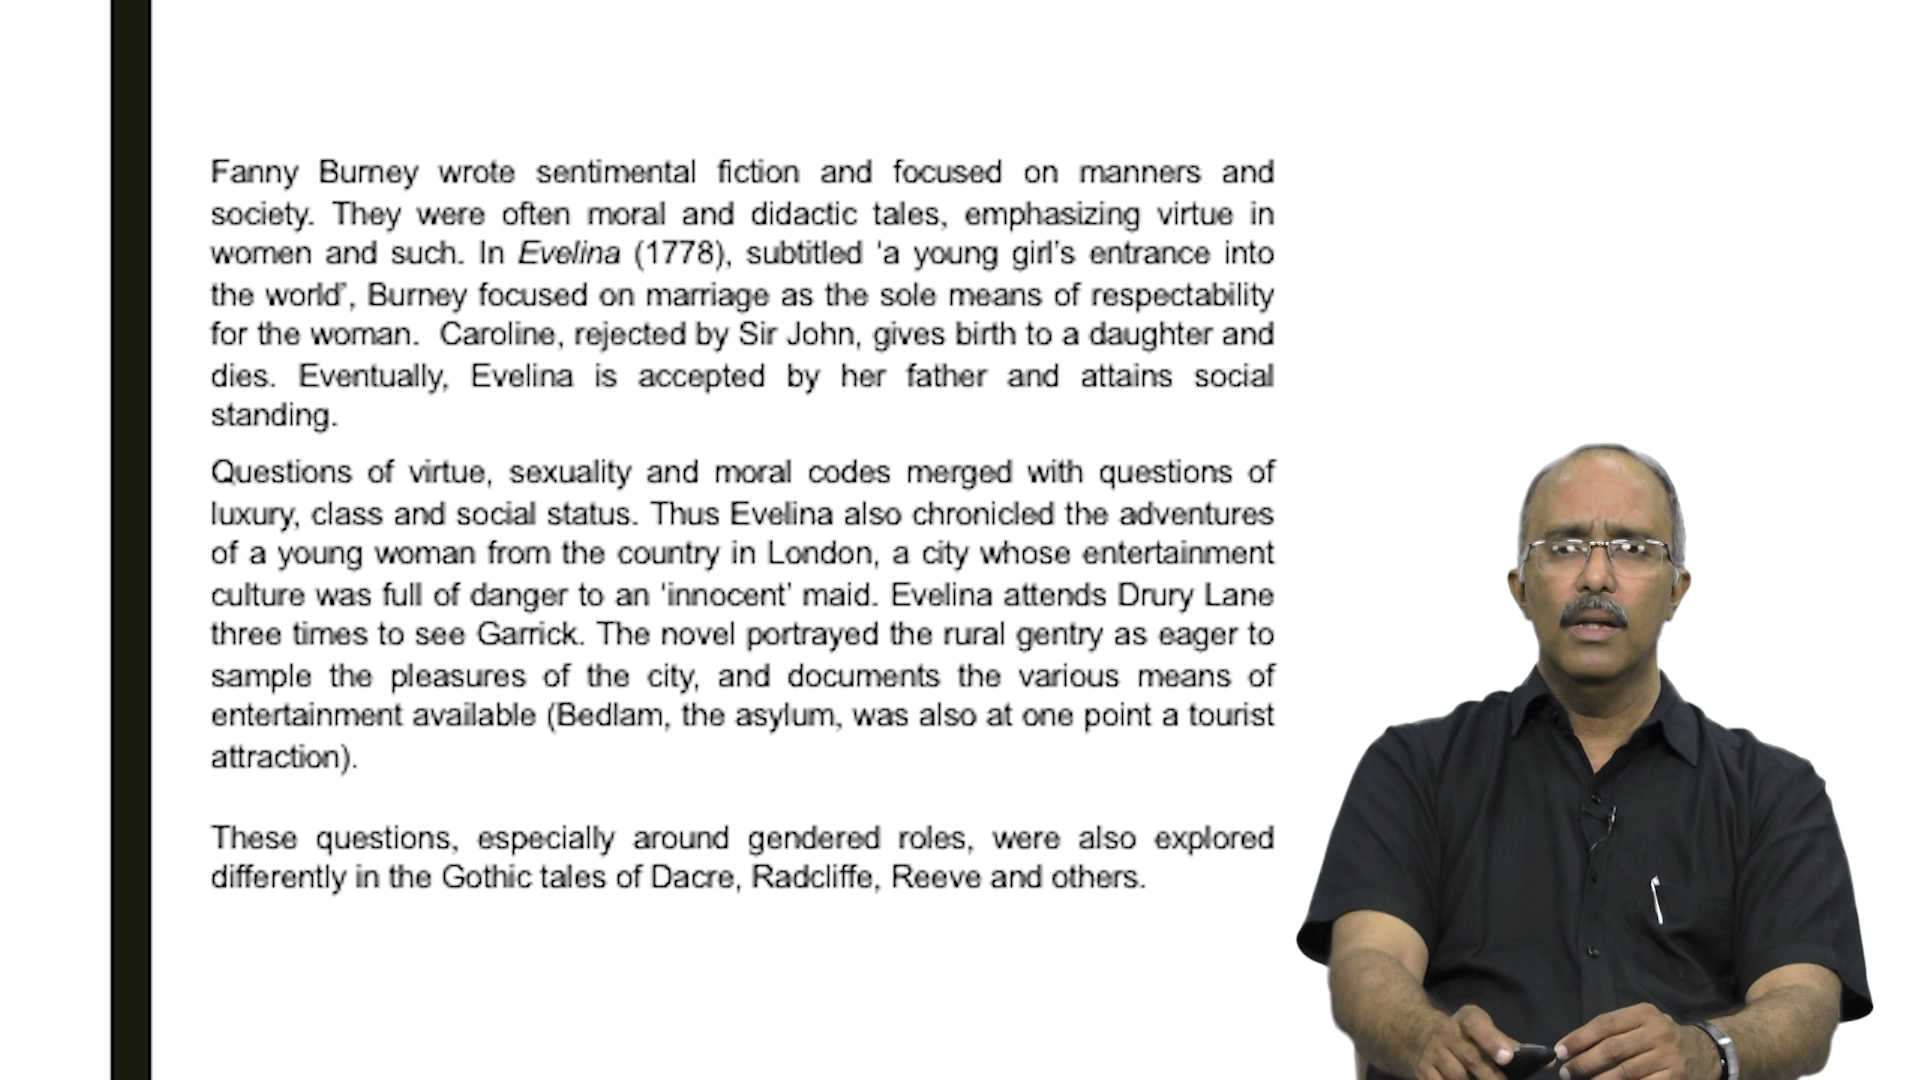 Fanny Burney wrote sentimental fiction and focused on manners and
society. They were often moral and didactic tales, emphasizing virtue in
women and such. In Evelina (1778), subtitled 'a young girl's entrance into
the world', Burney focused on marriage as the sole means of respectability
for the woman. Caroline, rejected by Sir John, gives birth to a daughter and
dies. Eventually, Evelina is accepted by her father and attains social
standing.
Questions of virtue, sexuality and moral codes merged with questions of
luxury, class and social status. Thus Evelina also chronicled the adventures
of a young woman from the country in London, a city whose entertainment
culture was full of danger to an 'innocent' maid. Evelina attends Drury Lane
three times to see Garrick. The novel portrayed the rural gentry as eager to
sample the pleasures of the city, and documents the various means of
entertainment available (Bedlam, the asylum, was also at one point a tourist
attraction).
These questions, especially around gendered roles, were also explored
differently in the Gothic tales of Dacre, Radcliffe, Reeve and others.